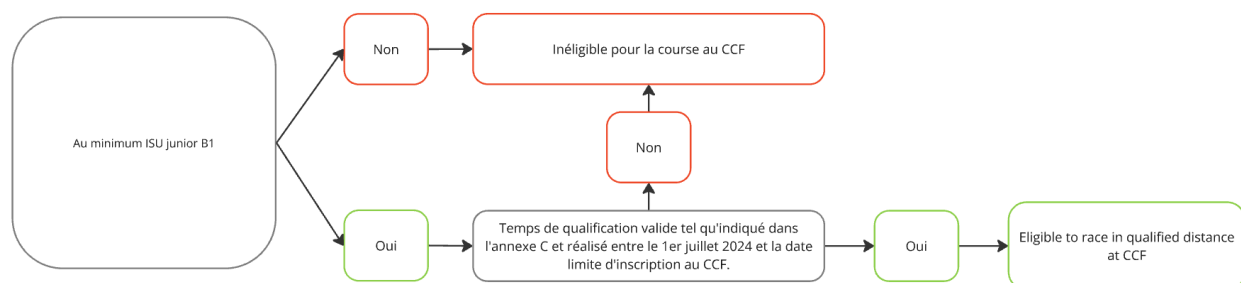 Au minimum ISU junior B1
Non
Inéligible pour la course au CCF
Non
Oui
Temps de qualification valide tel qu'indiqué dans
l'annexe C et réalisé entre le 1er juillet 2024 et la date
limite d'inscription au CCF.
Oui
Eligible to race in qualified distance
at CCF